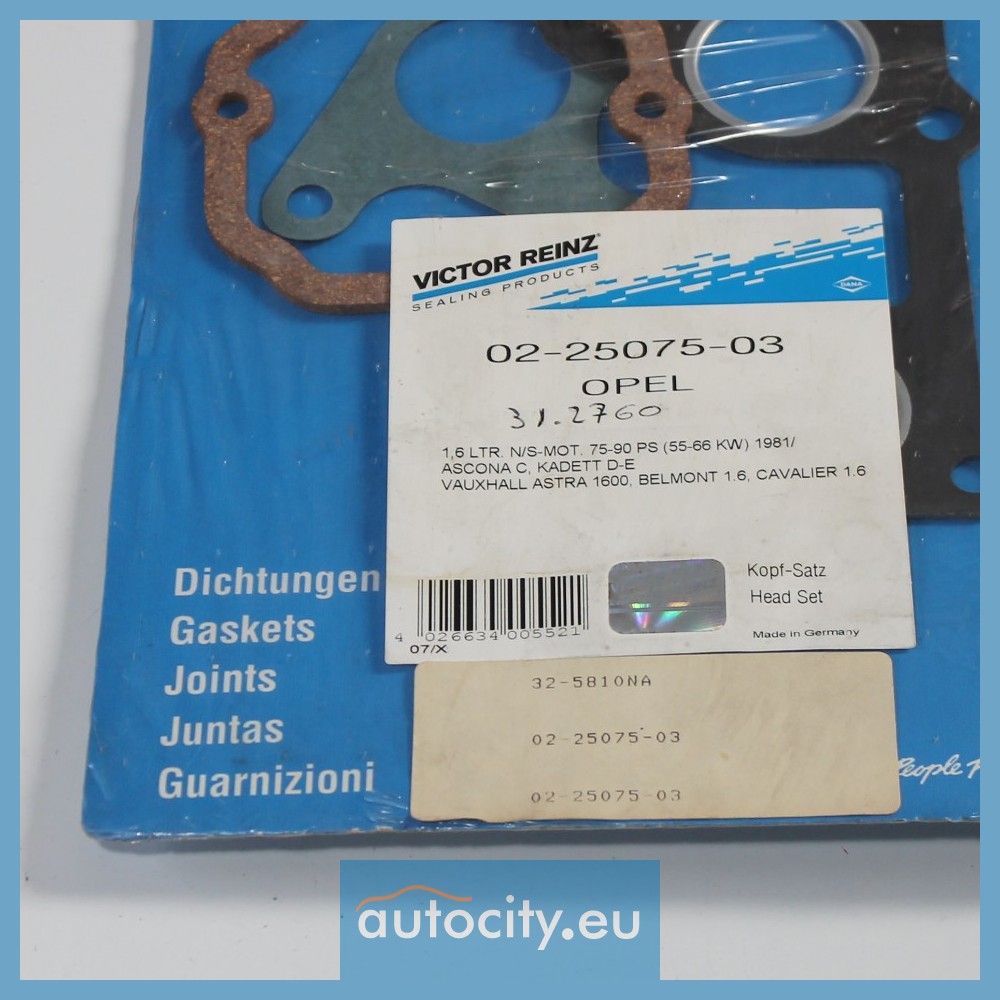 VICTOR REINZ®
SEALING PRODUCTS
DANA
02-25075-03
OPEL
31.2760
1,6 LTR. N/S-MOT. 75-90 PS (55-66 KW) 1981/
ASCONA C, KADETT D-E
VAUXHALL ASTRA 1600, BELMONT 1.6, CAVALIER 1.6
Kopf-Satz
Head Set
Made in Germany
4 026634 005521
07/X
Dichtungen
Gaskets
Joints
Juntas
Guarnizioni
32-5810NA
02-25075-03
02-25075-03
People
autocity.eu